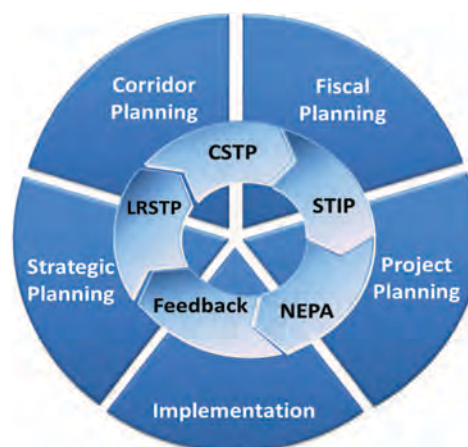 Corridor
Planning
Fiscal
Planning
CSTP
LRSTP
STIP
Strategic
Planning
Project
Planning
Feedback
NEPA
Implementation